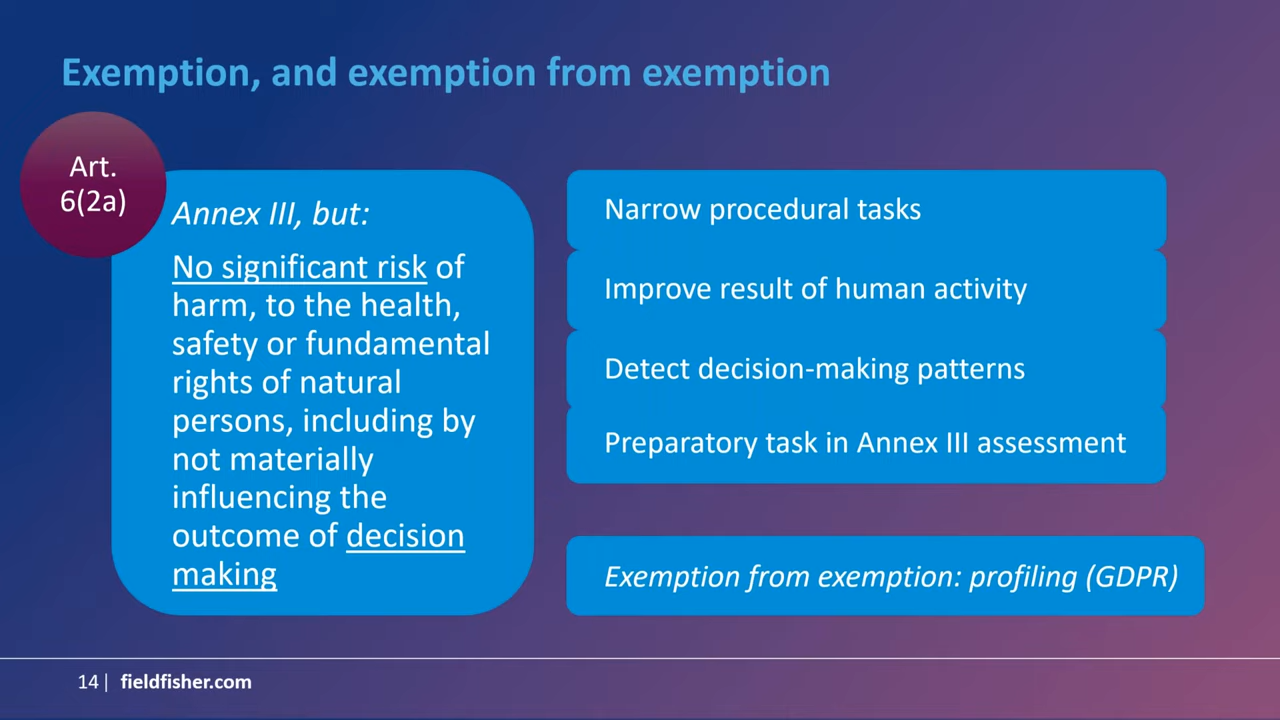 Exemption, and exemption from exemption
Art.
6(2a)
Annex III, but:
No significant risk of
harm, to the health,
safety or fundamental
rights of natural
persons, including by
not materially
influencing the
outcome of decision
making
Narrow procedural tasks
Improve result of human activity
Detect decision-making patterns
Preparatory task in Annex III assessment
Exemption from exemption: profiling (GDPR)
14 | fieldfisher.com